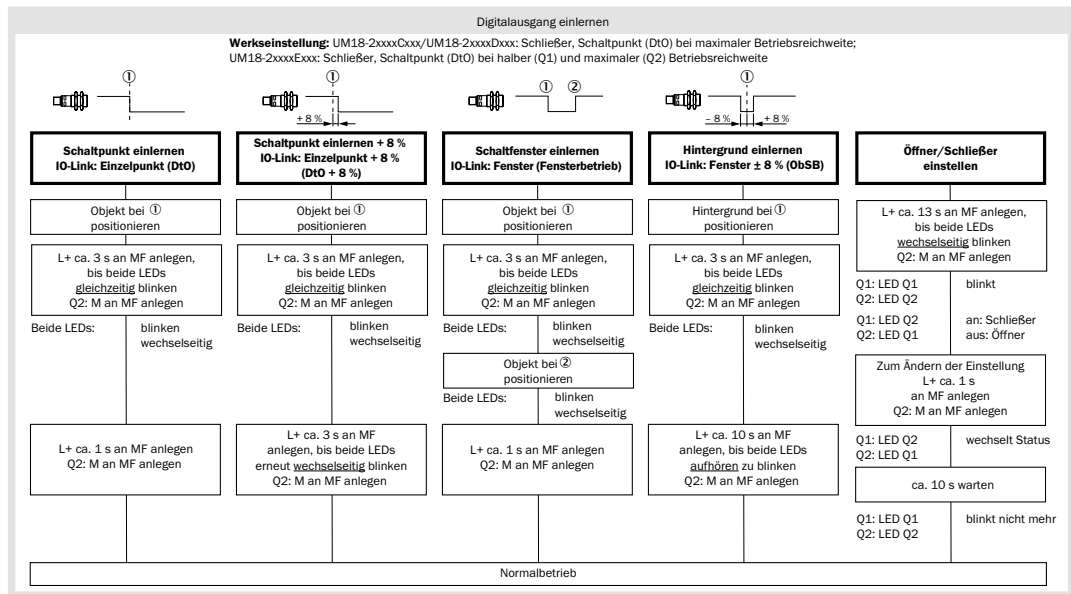 Digitalausgang einlernen
Werkseinstellung: UM18-2xxxxCxxx/UM18-2xxxxDxxx: Schließer, Schaltpunkt (DtO) bei maximaler Betriebsreichweite;
UM18-2xxxxExxx: Schließer, Schaltpunkt (DtO) bei halber (Q1) und maximaler (Q2) Betriebsreichweite
①
Schaltpunkt einlernen
IO-Link: Einzelpunkt (DtO)
Objekt bei ①
positionieren
L+ ca. 3 s an MF anlegen,
bis beide LEDs
gleichzeitig blinken
Q2: M an MF anlegen
Beide LEDs: blinken
wechselseitig
L+ ca. 1 s an MF anlegen
Q2: M an MF anlegen
①
+ 8 %
Schaltpunkt einlernen + 8 %
IO-Link: Einzelpunkt + 8 %
(DtO + 8 %)
Objekt bei ①
positionieren
L+ ca. 3 s an MF anlegen,
bis beide LEDs
gleichzeitig blinken
Q2: M an MF anlegen
Beide LEDs: blinken
wechselseitig
L+ ca. 3 s an MF
anlegen, bis beide LEDs
erneut wechselseitig blinken
Q2: M an MF anlegen
① ②
Schaltfenster einlernen
IO-Link: Fenster (Fensterbetrieb)
Objekt bei ①
positionieren
L+ ca. 3 s an MF anlegen,
bis beide LEDs
gleichzeitig blinken
Q2: M an MF anlegen
Beide LEDs: blinken
wechselseitig
Objekt bei ②
positionieren
Beide LEDs: blinken
wechselseitig
L+ ca. 1 s an MF anlegen
Q2: M an MF anlegen
①
– 8 % + 8 %
Hintergrund einlernen
IO-Link: Fenster ± 8 % (ObSB)
Hintergrund bei ①
positionieren
L+ ca. 3 s an MF anlegen,
bis beide LEDs
gleichzeitig blinken
Q2: M an MF anlegen
Beide LEDs: blinken
wechselseitig
L+ ca. 10 s an MF
anlegen, bis beide LEDs
aufhören zu blinken
Q2: M an MF anlegen
Öffner/Schließer
einstellen
L+ ca. 13 s an MF anlegen,
bis beide LEDs
wechselseitig blinken
Q2: M an MF anlegen
Q1: LED Q1 blinkt
Q2: LED Q2
Q1: LED Q2 an: Schließer
Q2: LED Q1 aus: Öffner
Zum Ändern der Einstellung
L+ ca. 1 s
an MF anlegen
Q2: M an MF anlegen
Q1: LED Q2 wechselt Status
Q2: LED Q1
ca. 10 s warten
Q1: LED Q1 blinkt nicht mehr
Q2: LED Q2
Normalbetrieb